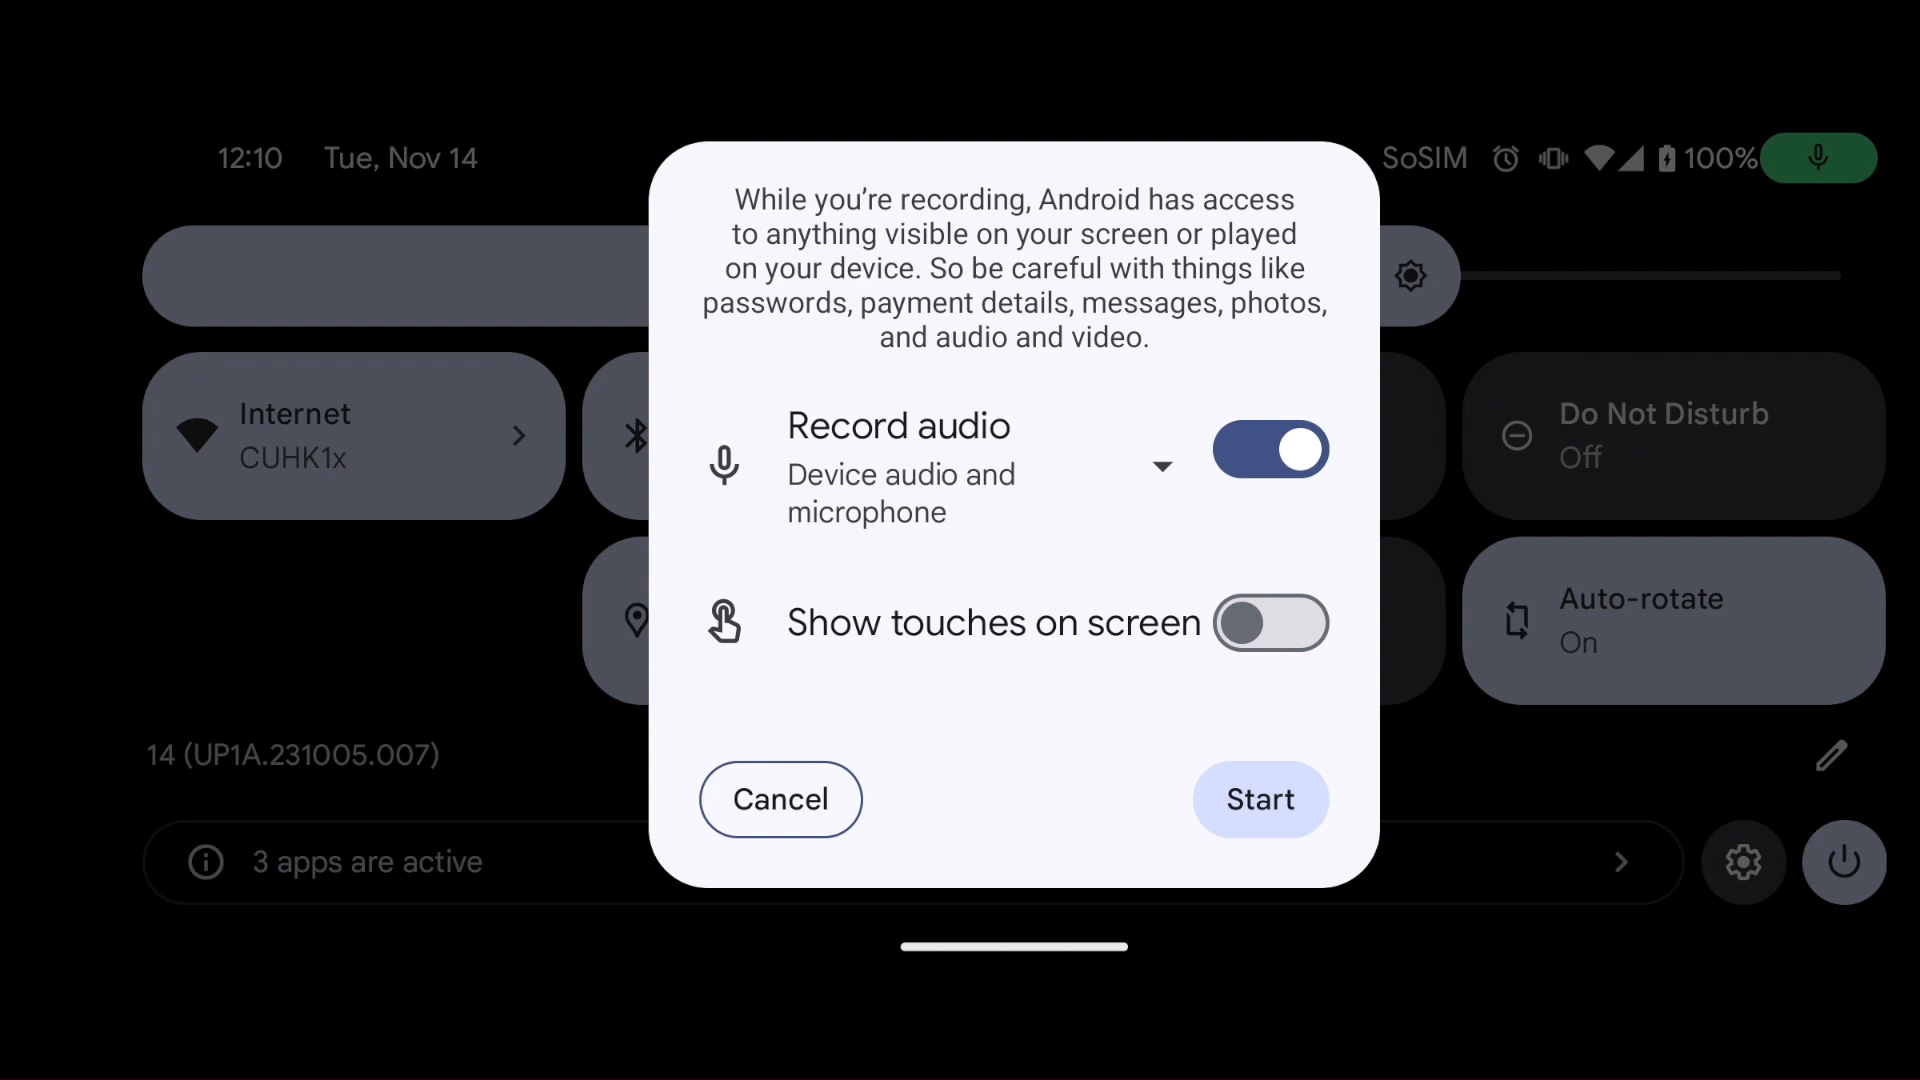 12:10 Tue, Nov 14
SoSIM 100%
While you’re recording, Android has access
to anything visible on your screen or played
on your device. So be careful with things like
passwords, payment details, messages, photos,
and audio and video.
Internet
CUHK1x
Record audio
Device audio and
microphone
Do Not Disturb
Off
Show touches on screen
Auto-rotate
On
14 (UP1A.231005.007)
Cancel
Start
3 apps are active